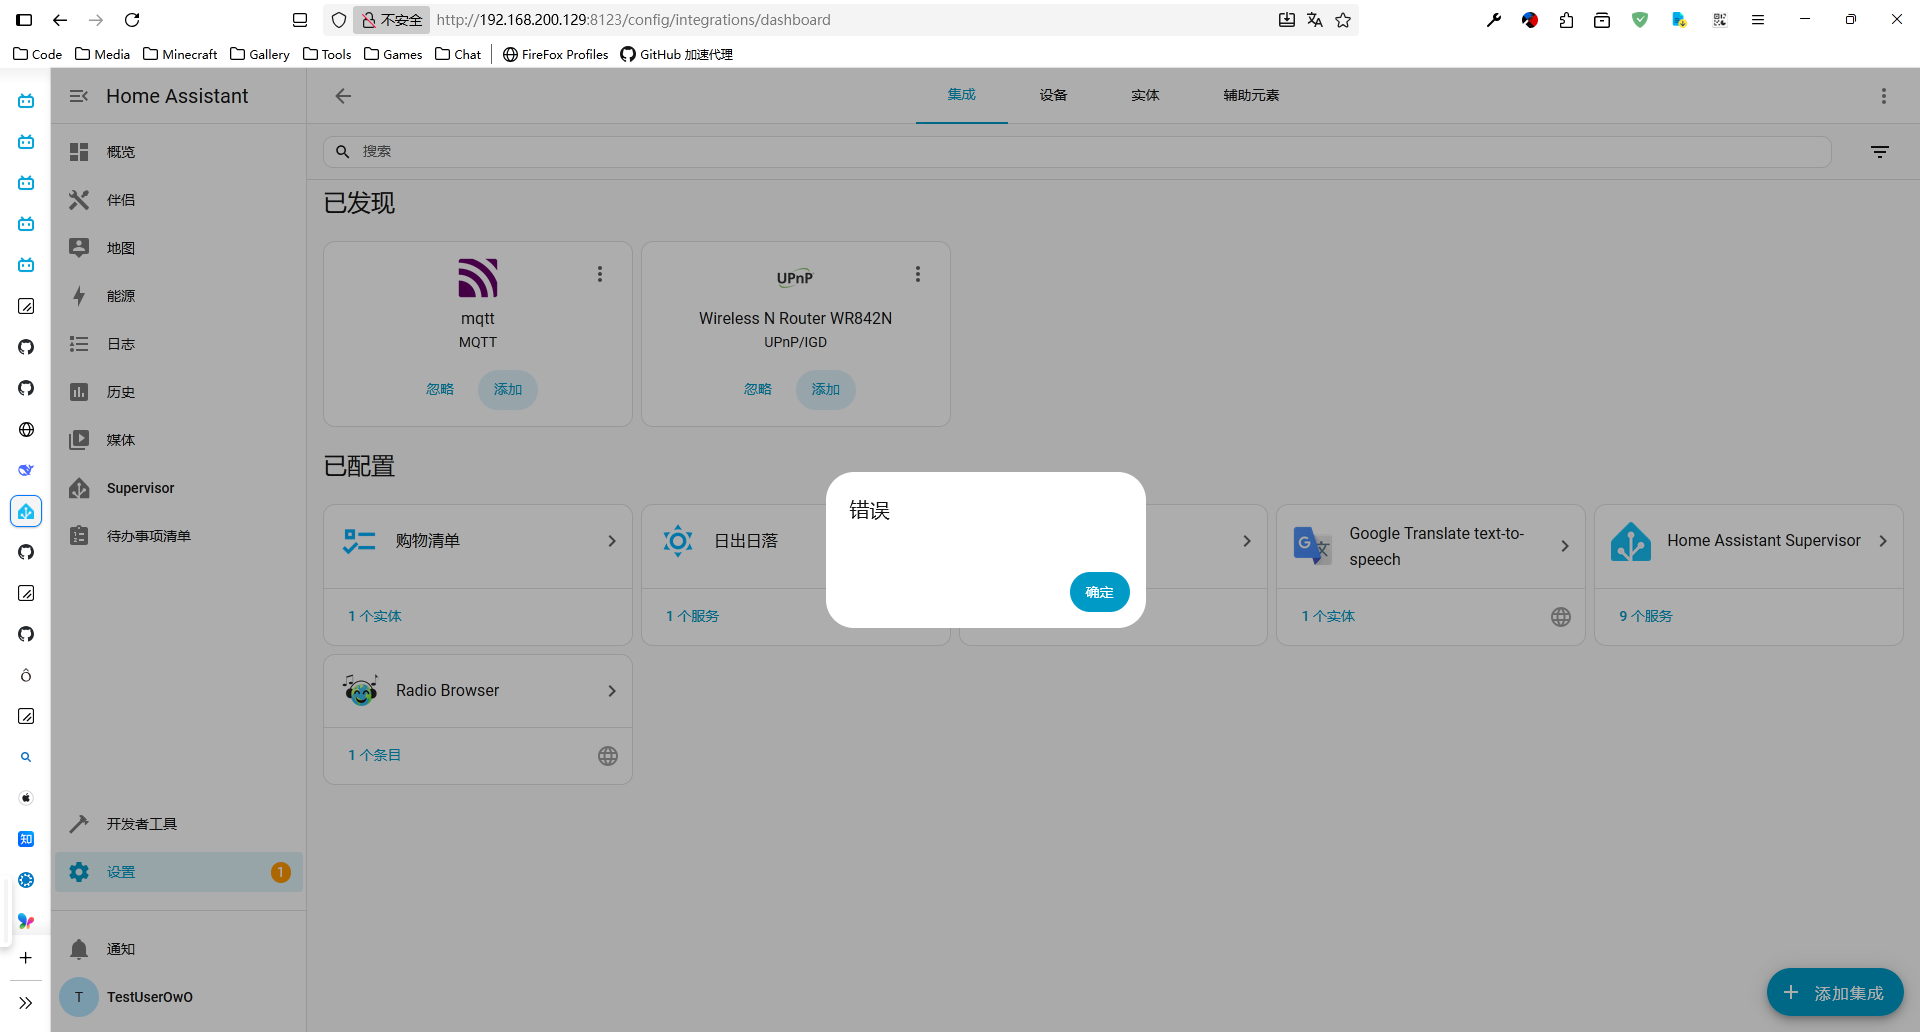 不安全
http://192.168.200.129:8123/config/integrations/dashboard
Code
Media
Minecraft
Gallery
Tools
Games
Chat
FireFox Profiles
GitHub 加速代理
Home Assistant
集成
设备
实体
辅助元素
搜索
概览
伴侣
地图
能源
日志
历史
媒体
Supervisor
待办事项清单
开发者工具
设置
1
通知
T
TestUserOwO
已发现
mqtt
MQTT
忽略
添加
UPnP
Wireless N Router WR842N
UPnP/IGD
忽略
添加
已配置
购物清单
1 个实体
日出日落
1 个服务
G
文
Google Translate text-to-
speech
1 个实体
Home Assistant Supervisor
9 个服务
Radio Browser
1 个条目
错误
确定
添加集成
知